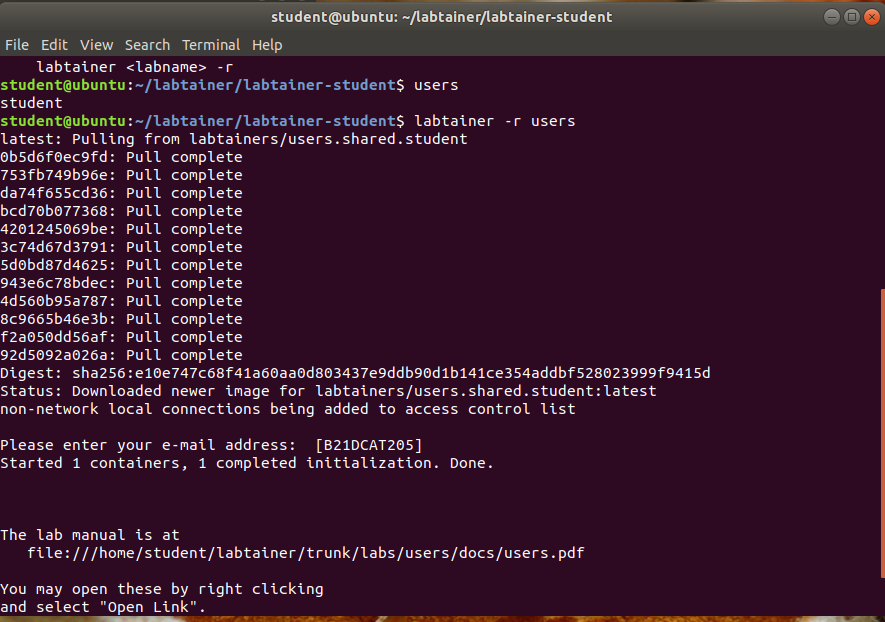 student@ubuntu: ~/labtainer/labtainer-student
File Edit View Search Terminal Help
labtainer <labname> -r
student@ubuntu:~/labtainer/labtainer-student$ users
student
student@ubuntu:~/labtainer/labtainer-student$ labtainer -r users
latest: Pulling from labtainers/users.shared.student
0b5d6f0ec9fd: Pull complete
753fb749b96e: Pull complete
da74f655cd36: Pull complete
bcd70b077368: Pull complete
4201245069be: Pull complete
3c74d67d3791: Pull complete
5d0bd87d4625: Pull complete
943e6c78bdec: Pull complete
4d560b95a787: Pull complete
8c9665b46e3b: Pull complete
f2a050dd56af: Pull complete
92d5092a026a: Pull complete
Digest: sha256:e10e747c68f41a60aa0d803437e9ddb90d1b141ce354addbf528023999f9415d
Status: Downloaded newer image for labtainers/users.shared.student:latest
non-network local connections being added to access control list
Please enter your e-mail address:  [B21DCAT205]
Started 1 containers, 1 completed initialization. Done.
The lab manual is at
file:///home/student/labtainer/trunk/labs/users/docs/users.pdf
You may open these by right clicking
and select "Open Link".